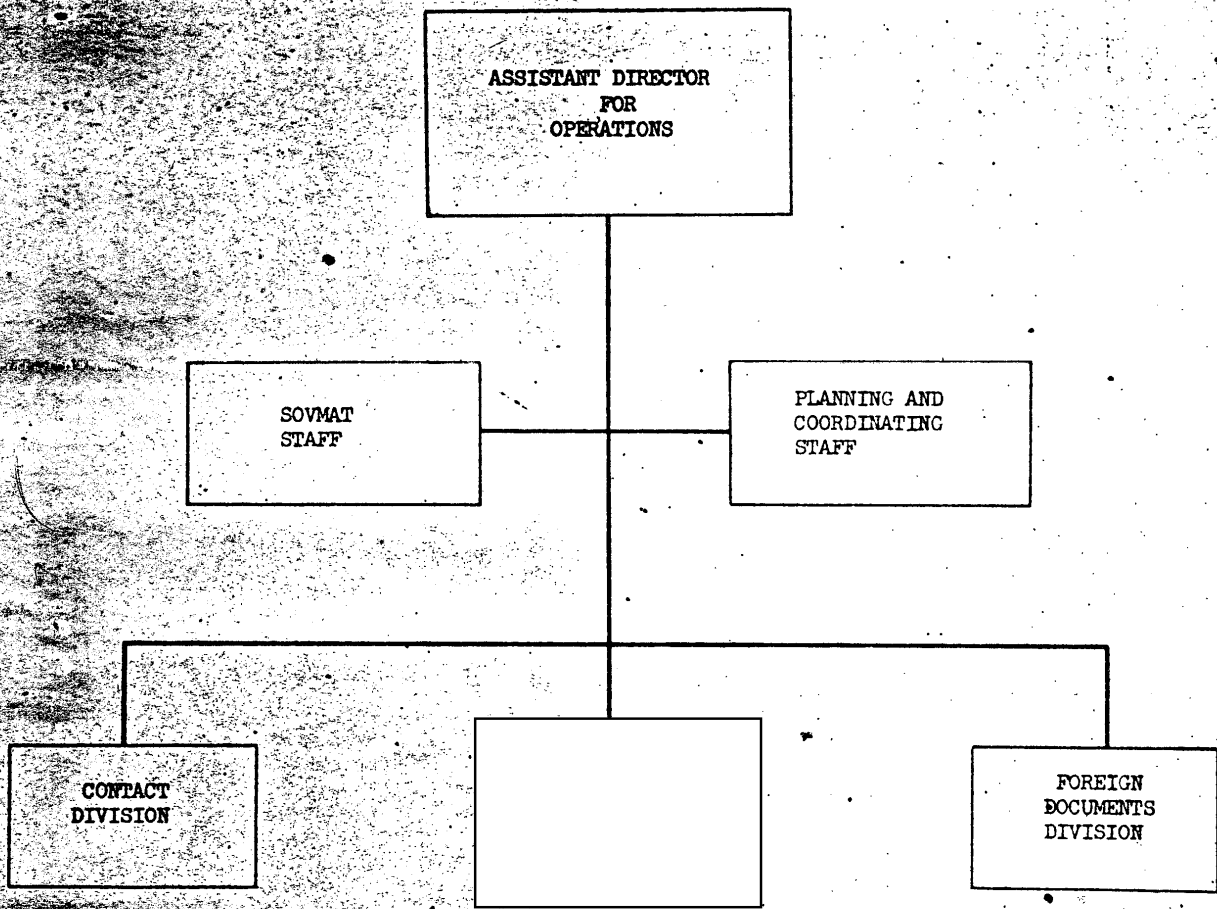 ASSISTANT DIRECTOR
FOR
OPERATIONS
SOVMAT
STAFF
PLANNING AND
COORDINATING
STAFF
CONTACT
DIVISION
FOREIGN
DOCUMENTS
DIVISION